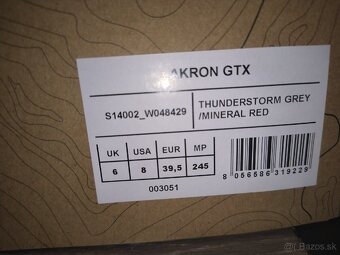 AKRON GTX
S14002_W048429
THUNDERSTORM GREY
/MINERAL RED
UK USA EUR MP
6 8 39,5 245
003051
8 056586 319229
© bazos.sk